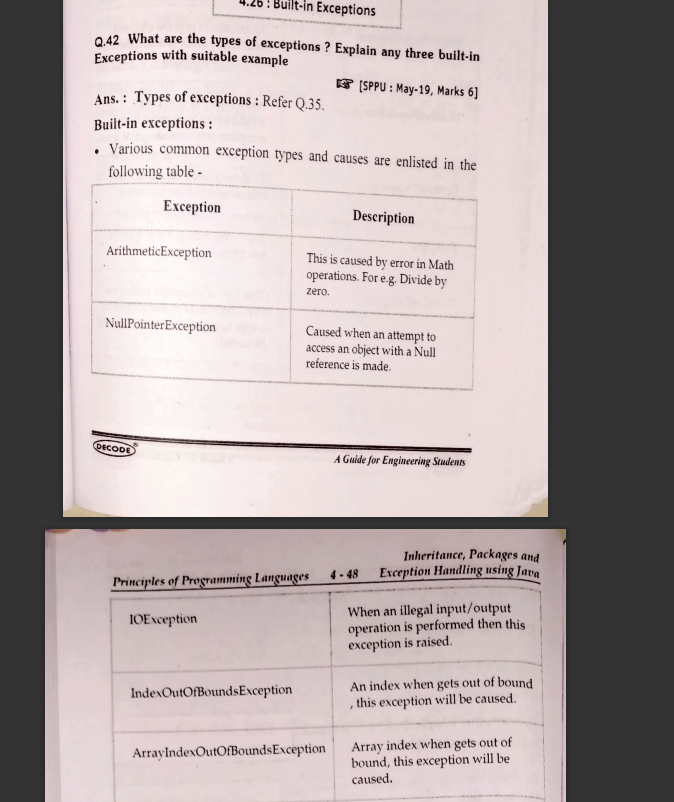 4.26 : Built-in Exceptions
Q.42 What are the types of exceptions ? Explain any three built-in
Exceptions with suitable example
☞ [SPPU : May-19, Marks 6]
Ans. : Types of exceptions : Refer Q.35.
Built-in exceptions :
• Various common exception types and causes are enlisted in the
following table -
Exception
Description
ArithmeticException
This is caused by error in Math
operations. For e.g. Divide by
zero.
NullPointerException
Caused when an attempt to
access an object with a Null
reference is made.
DECODE®
A Guide for Engineering Students
Principles of Programming Languages 4 - 48
Inheritance, Packages and
Exception Handling using Java
IOException
When an illegal input/output
operation is performed then this
exception is raised.
IndexOutOfBoundsException
An index when gets out of bound
, this exception will be caused.
ArrayIndexOutOfBoundsException
Array index when gets out of
bound, this exception will be
caused.